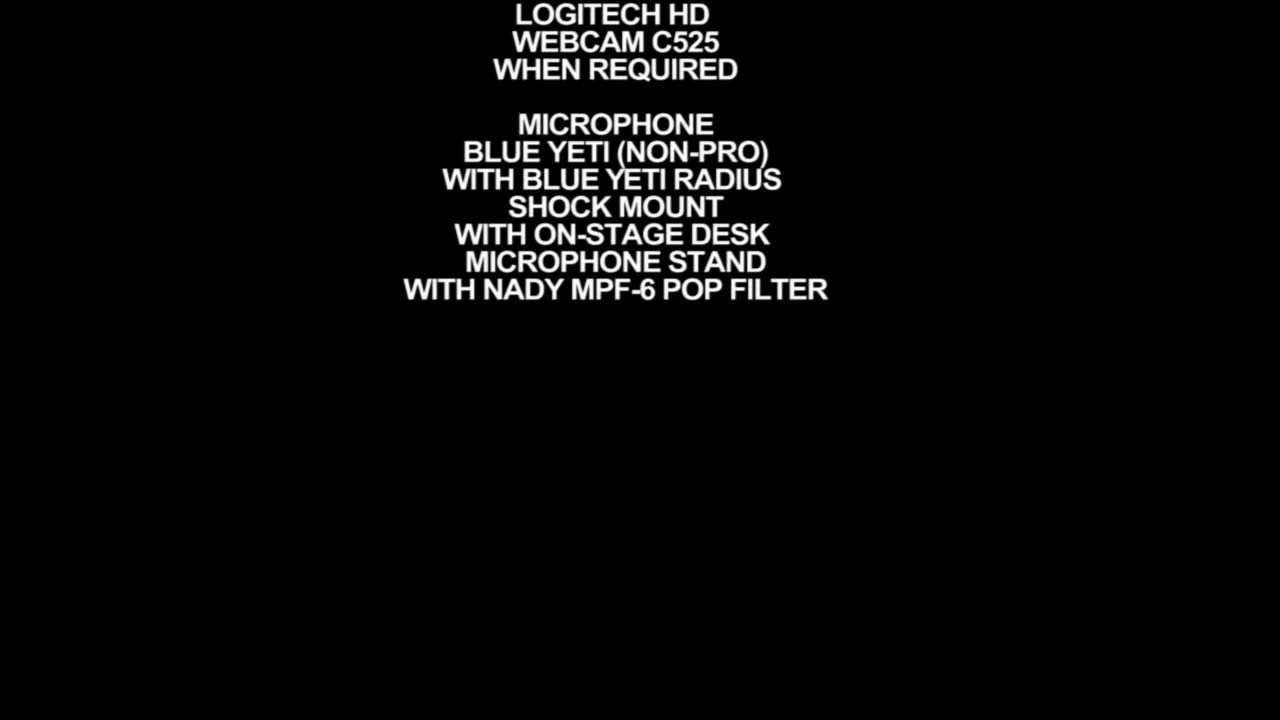 LOGITECH HD
WEBCAM C525
WHEN REQUIRED
MICROPHONE
BLUE YETI (NON-PRO)
WITH BLUE YETI RADIUS
SHOCK MOUNT
WITH ON-STAGE DESK
MICROPHONE STAND
WITH NADY MPF-6 POP FILTER